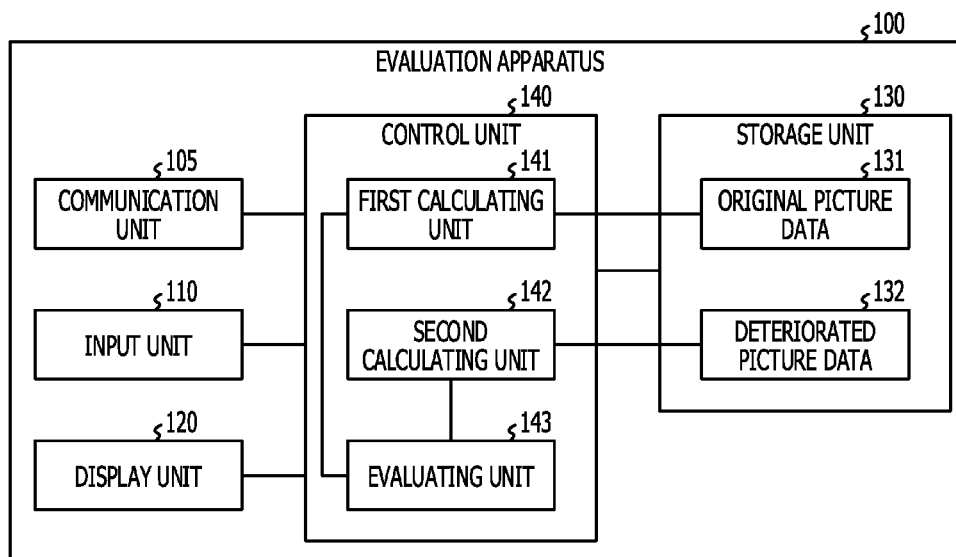 100
EVALUATION APPARATUS
140
CONTROL UNIT
130
STORAGE UNIT
105
COMMUNICATION
UNIT
141
FIRST CALCULATING
UNIT
131
ORIGINAL PICTURE
DATA
110
INPUT UNIT
142
SECOND
CALCULATING UNIT
132
DETERIORATED
PICTURE DATA
120
DISPLAY UNIT
143
EVALUATING UNIT